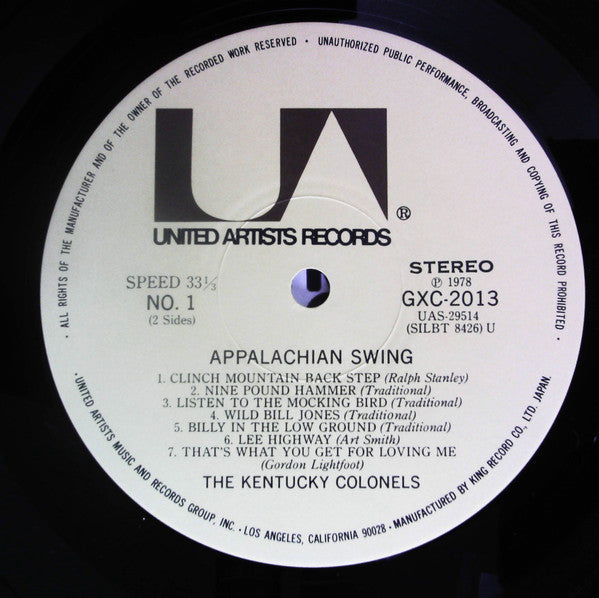 · ALL RIGHTS OF THE MANUFACTURER AND OF THE OWNER OF THE RECORDED WORK RESERVED · UNAUTHORIZED PUBLIC PERFORMANCE, BROADCASTING AND COPYING OF THIS RECORD PROHIBITED ·
UA ®
UNITED ARTISTS RECORDS
SPEED 33⅓
NO. 1
(2 Sides)
STEREO
℗ 1978
GXC-2013
UAS-29514
(SILBT 8426) U
APPALACHIAN SWING
1. CLINCH MOUNTAIN BACK STEP (Ralph Stanley)
2. NINE POUND HAMMER (Traditional)
3. LISTEN TO THE MOCKING BIRD (Traditional)
4. WILD BILL JONES (Traditional)
5. BILLY IN THE LOW GROUND (Traditional)
6. LEE HIGHWAY (Art Smith)
7. THAT'S WHAT YOU GET FOR LOVING ME
(Gordon Lightfoot)
THE KENTUCKY COLONELS
· UNITED ARTISTS MUSIC AND RECORDS GROUP, INC. · LOS ANGELES, CALIFORNIA 90028 · MANUFACTURED BY KING RECORD CO., LTD. JAPAN.